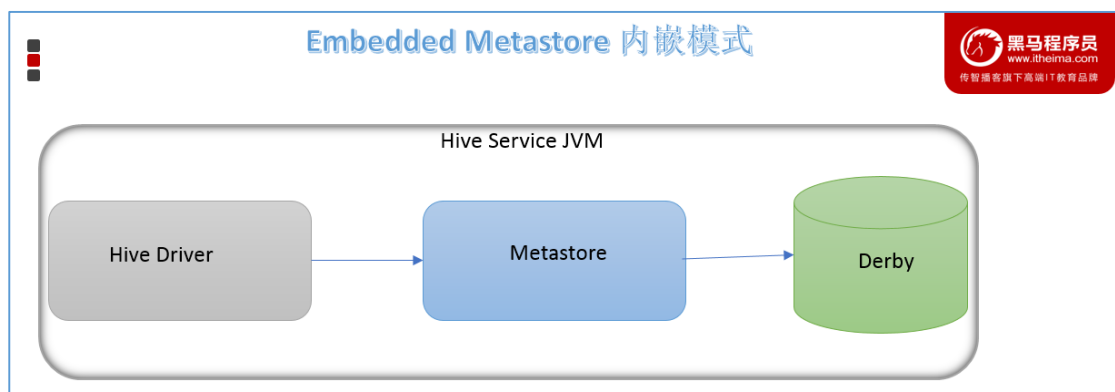 Embedded Metastore 内嵌模式
黑马程序员
www.itheima.com
传智播客旗下高端IT教育品牌
Hive Service JVM
Hive Driver
Metastore
Derby